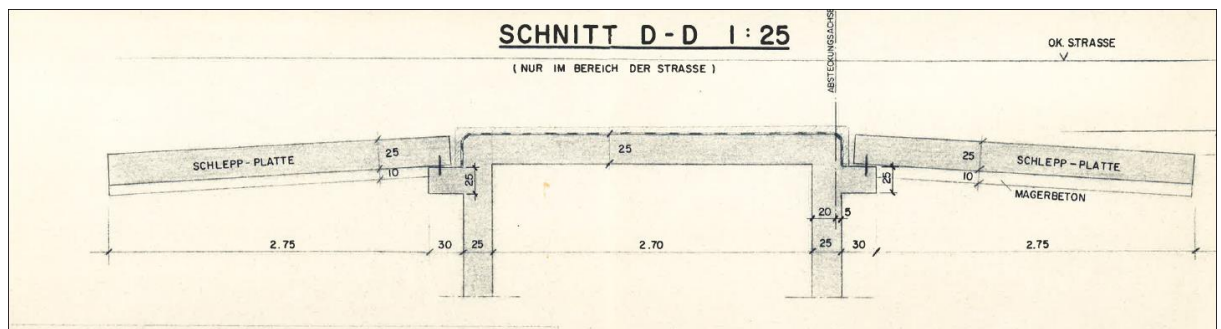 SCHNITT D-D 1:25
(NUR IM BEREICH DER STRASSE)
ABSTECKUNGSACHSE
OK. STRASSE
SCHLEPP-PLATTE
25
10
25
25
25
25
10
SCHLEPP-PLATTE
MAGERBETON
20
5
2.75
30
25
2.70
25
30
2.75